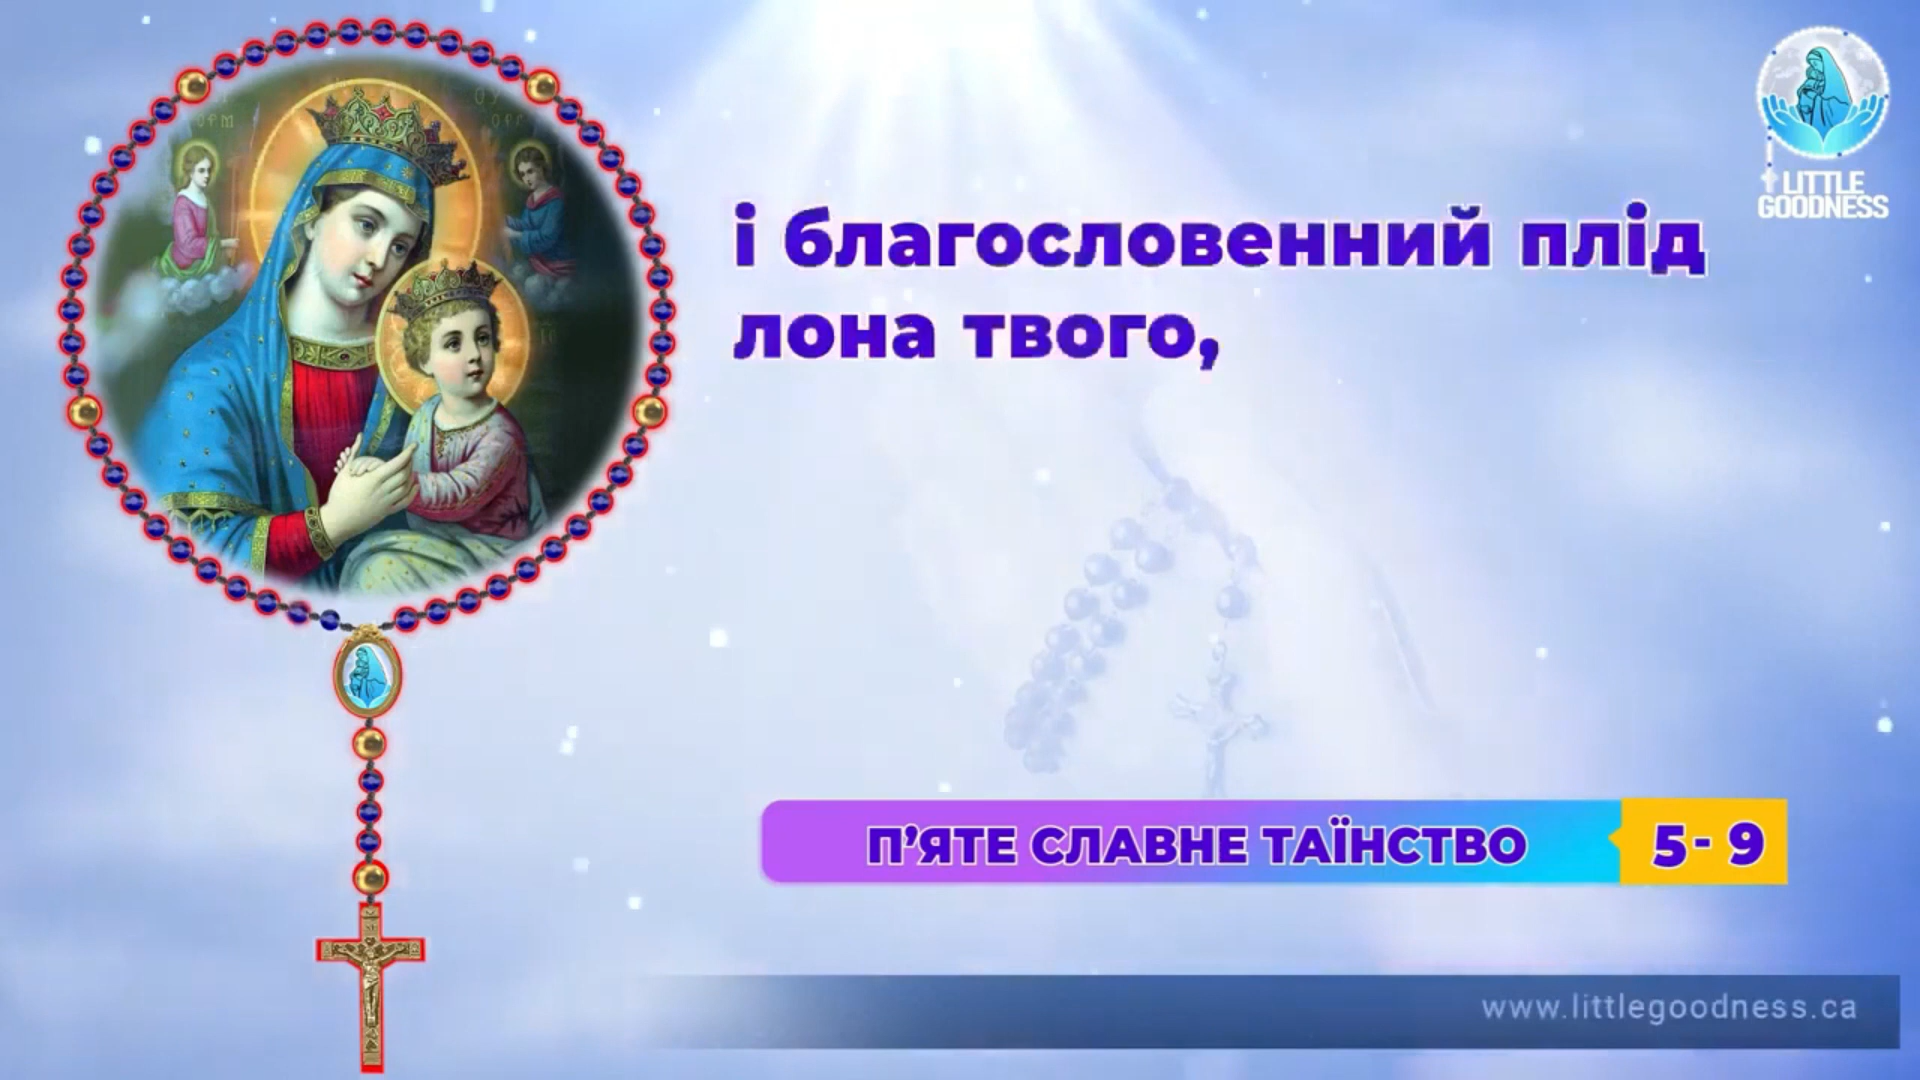 LITTLE
GOODNESS
і благословенний плід
лона твого,
П’ЯТЕ СЛАВНЕ ТАЇНСТВО 5 - 9
www.littlegoodness.ca